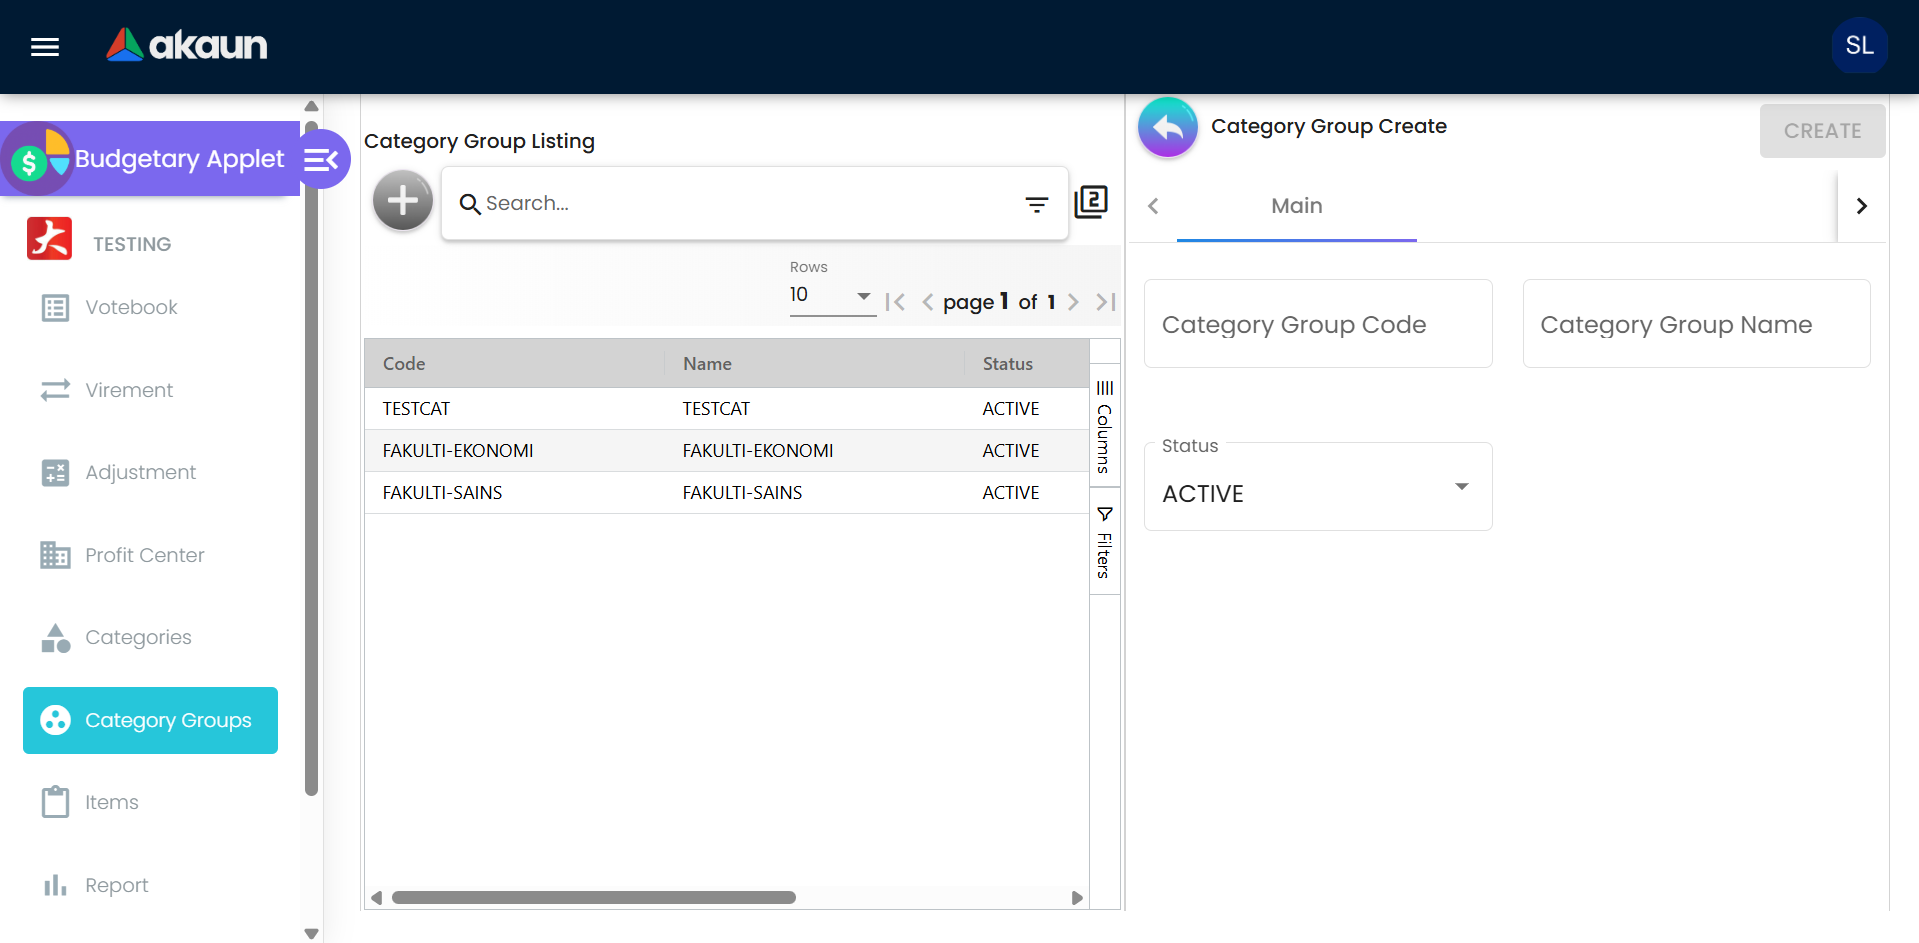 akaun
SL
Budgetary Applet
TESTING
Votebook
Virement
Adjustment
Profit Center
Categories
Category Groups
Items
Report
Category Group Listing
Search...
2
Rows
10
page 1 of 1
Code Name Status
TESTCAT TESTCAT ACTIVE
FAKULTI-EKONOMI FAKULTI-EKONOMI ACTIVE
FAKULTI-SAINS FAKULTI-SAINS ACTIVE
Columns
Filters
Category Group Create
CREATE
Main
Category Group Code
Category Group Name
Status
ACTIVE